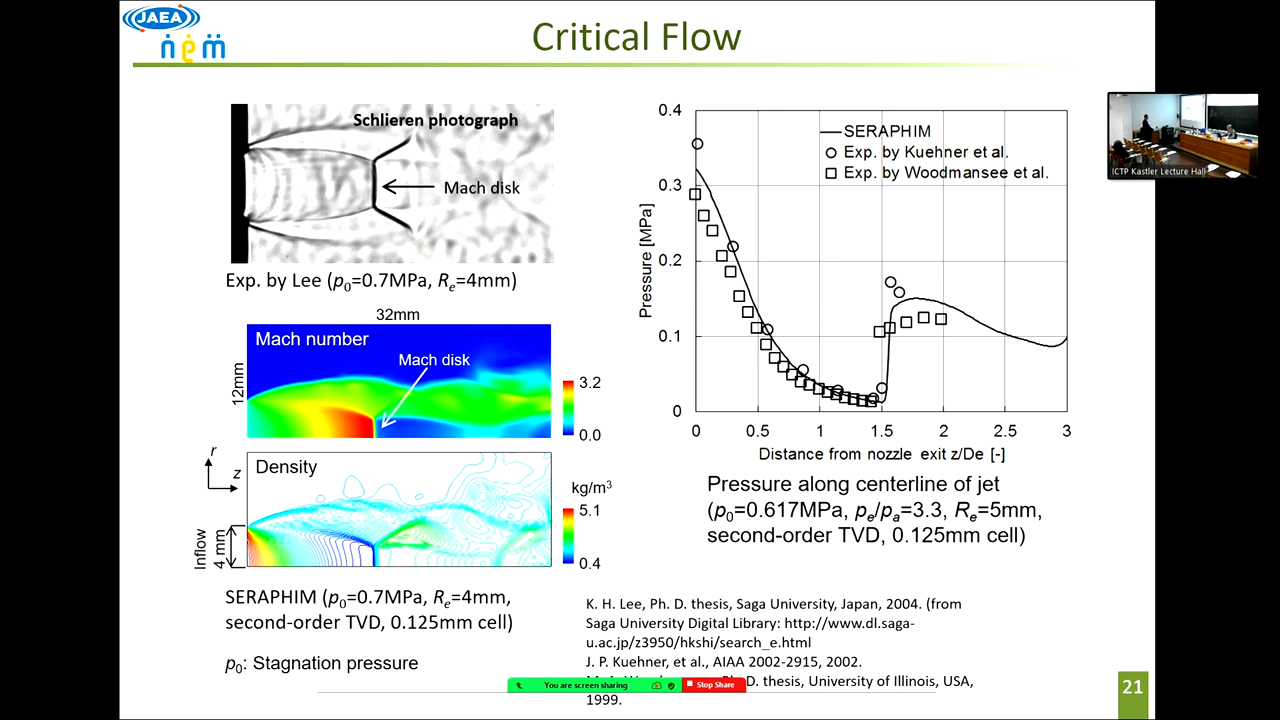 JAEA
Critical Flow
Schlieren photograph
Mach disk
Exp. by Lee (p₀=0.7MPa, Rₑ=4mm)
32mm
Mach number
Mach disk
12mm
3.2
0.0
r
z
Density
kg/m³
5.1
0.4
Inflow
4 mm
SERAPHIM (p₀=0.7MPa, Rₑ=4mm,
second-order TVD, 0.125mm cell)
p₀: Stagnation pressure
0.4
0.3
0.2
0.1
0
Pressure [MPa]
SERAPHIM
Exp. by Kuehner et al.
Exp. by Woodmansee et al.
0 0.5 1 1.5 2 2.5 3
Distance from nozzle exit z/De [-]
Pressure along centerline of jet
(p₀=0.617MPa, pₑ/pₐ=3.3, Rₑ=5mm,
second-order TVD, 0.125mm cell)
K. H. Lee, Ph. D. thesis, Saga University, Japan, 2004. (from
Saga University Digital Library: http://www.dl.saga-
u.ac.jp/z3950/hkshi/search_e.html
J. P. Kuehner, et al., AIAA 2002-2915, 2002.
D. thesis, University of Illinois, USA,
1999.
You are screen sharing
Stop Share
21
ICTP Kastler Lecture Hall